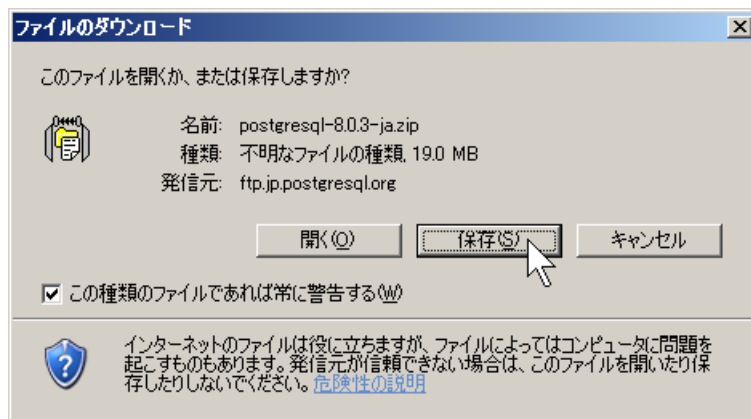 ファイルのダウンロード
このファイルを開くか、または保存しますか?
名前: postgresql-8.0.3-ja.zip
種類: 不明なファイルの種類, 19.0 MB
発信元: ftp.jp.postgresql.org
開く(O) 保存(S) キャンセル
この種類のファイルであれば常に警告する(W)
インターネットのファイルは役に立ちますが、ファイルによってはコンピュータに問題を
起こすものもあります。発信元が信頼できない場合は、このファイルを開いたり保
存したりしないでください。危険性の説明